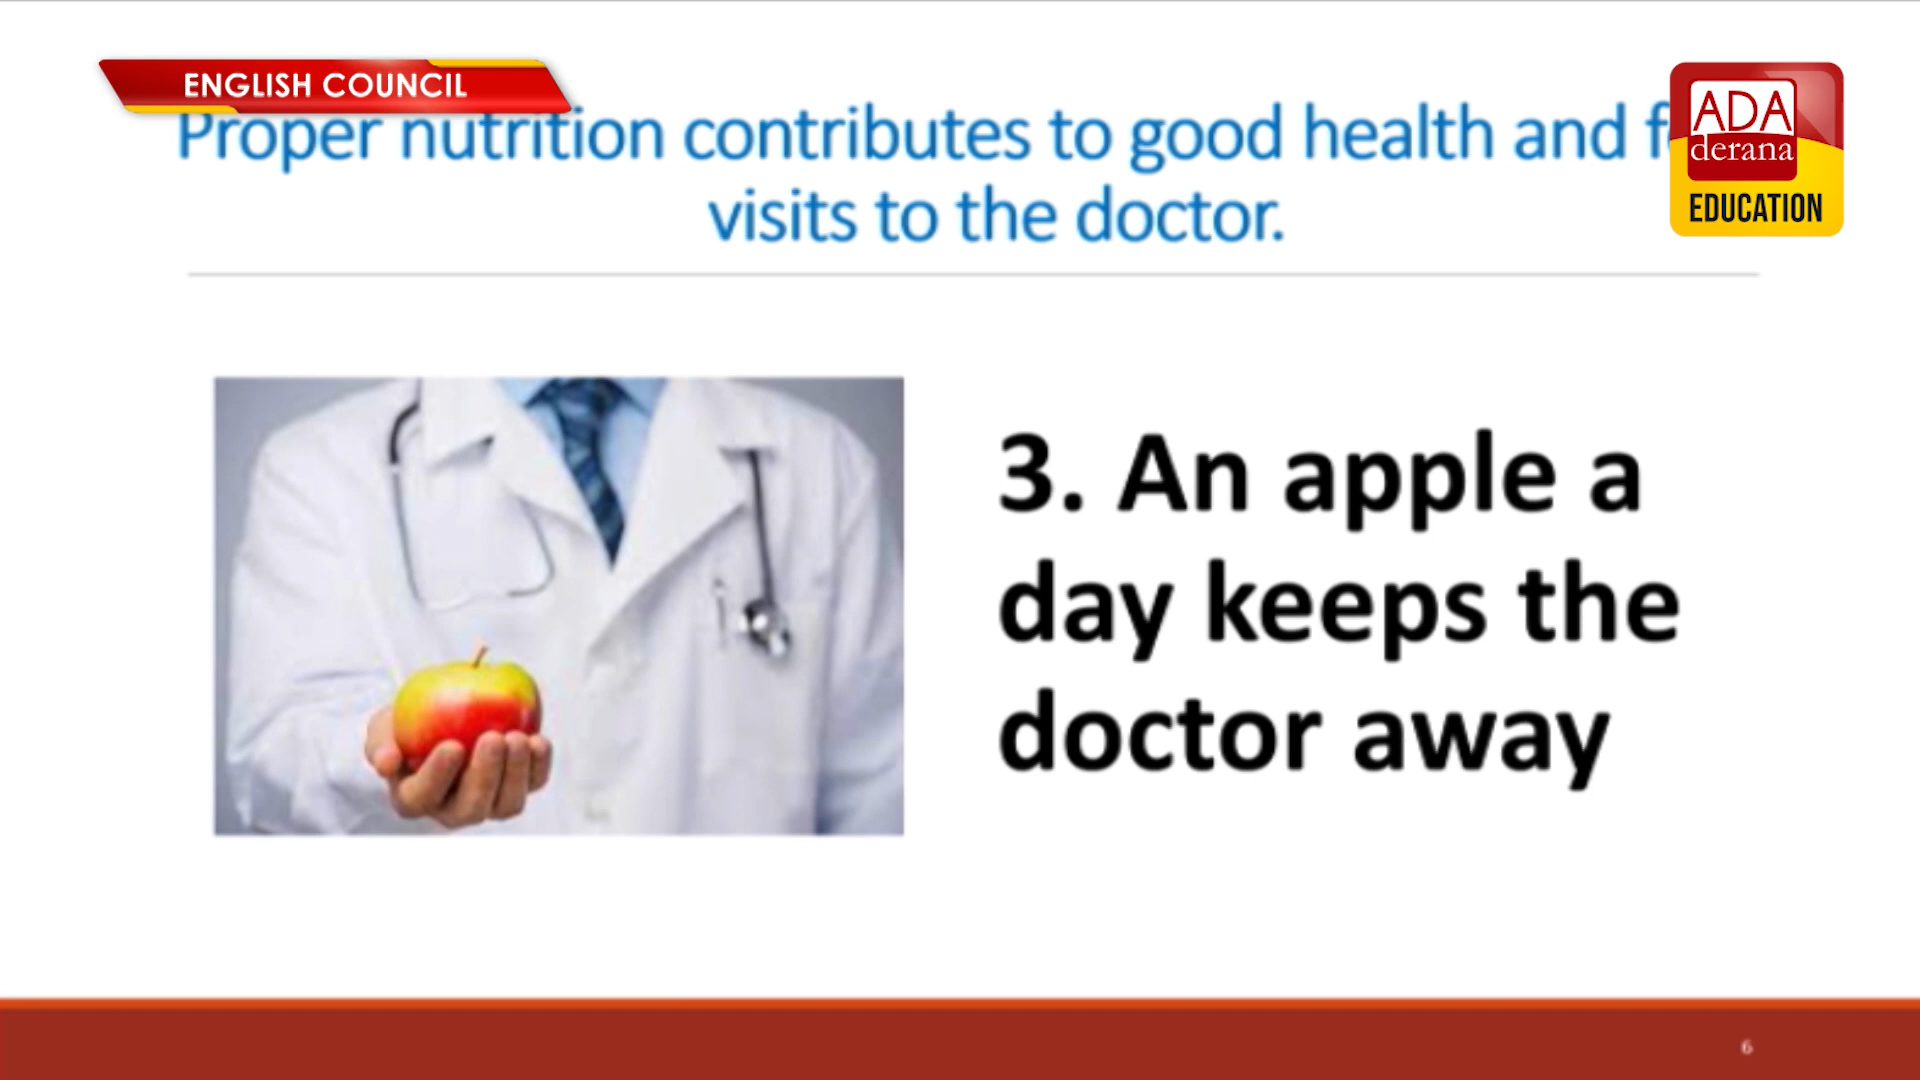 ENGLISH COUNCIL
ADA
derana
EDUCATION
Proper nutrition contributes to good health and
visits to the doctor.
3. An apple a
day keeps the
doctor away
6